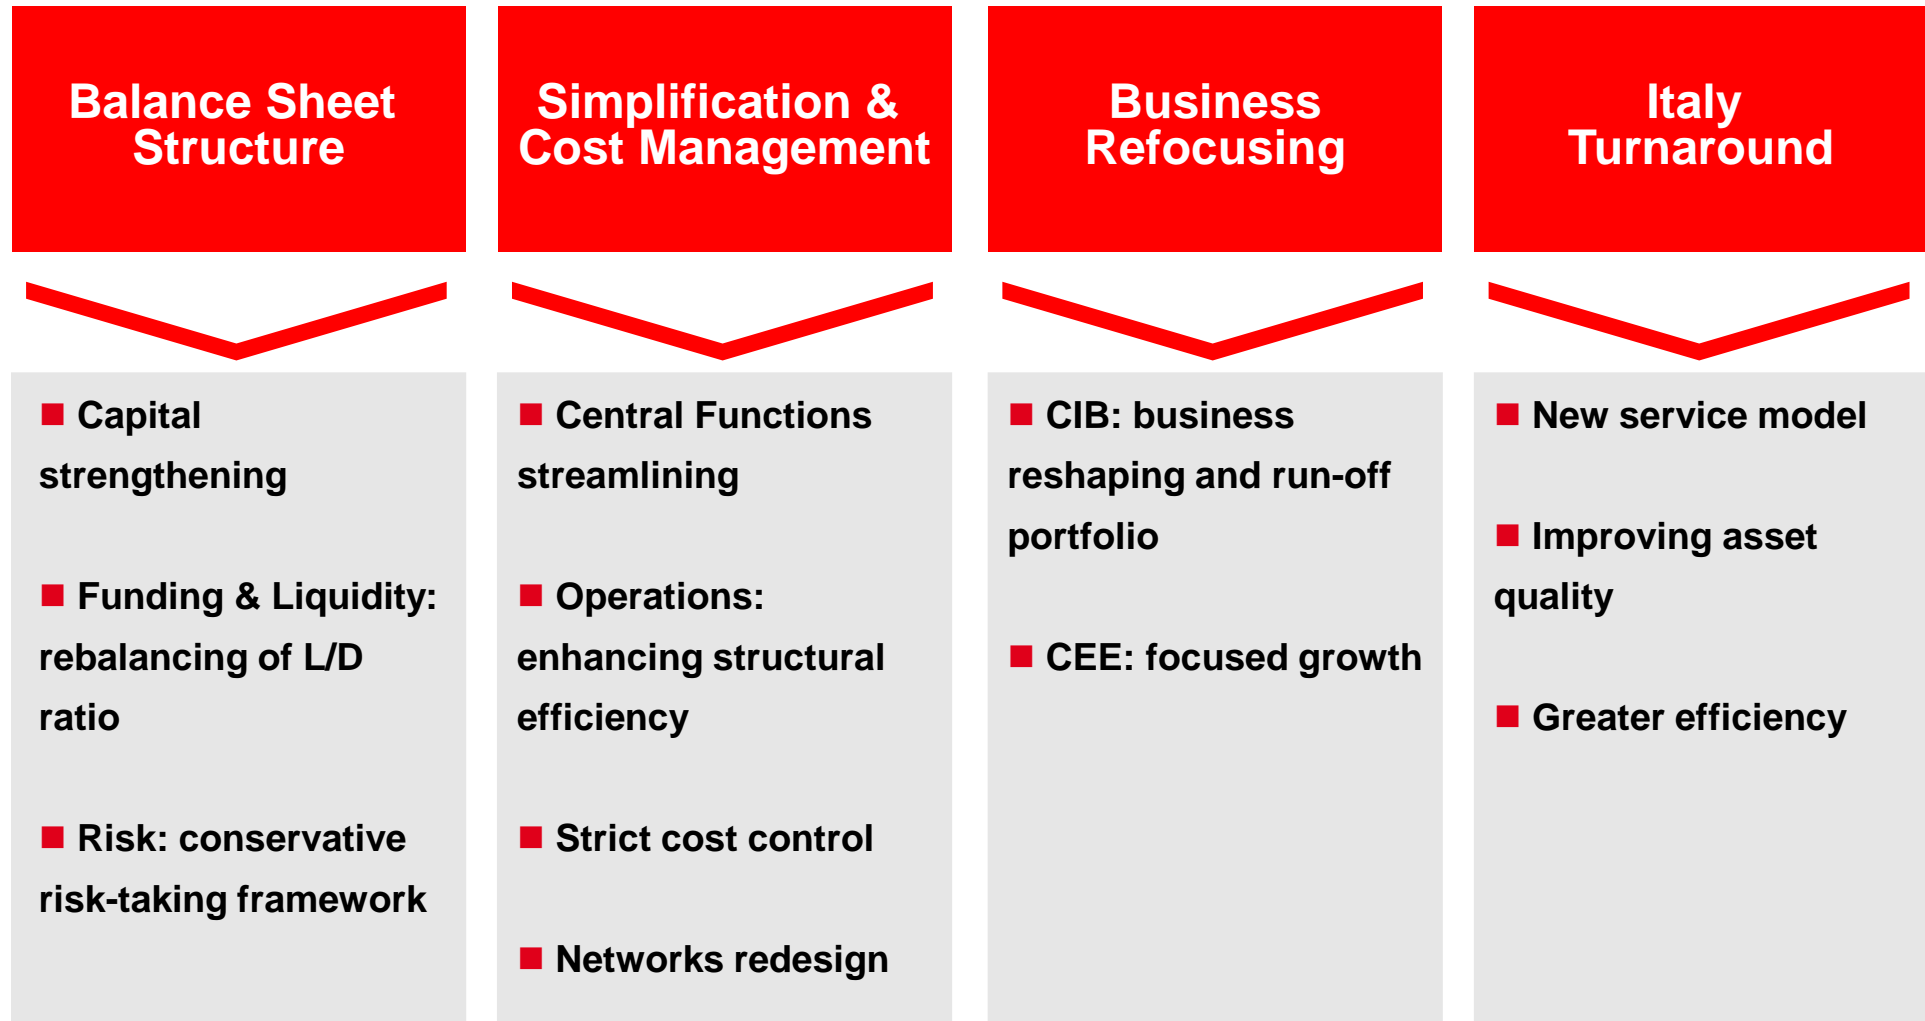 Balance Sheet
Structure
Simplification &
Cost Management
Business
Refocusing
Italy
Turnaround
Capital
strengthening
Funding & Liquidity:
rebalancing of L/D
ratio
Risk: conservative
risk-taking framework
Central Functions
streamlining
Operations:
enhancing structural
efficiency
Strict cost control
Networks redesign
CIB: business
reshaping and run-off
portfolio
CEE: focused growth
New service model
Improving asset
quality
Greater efficiency